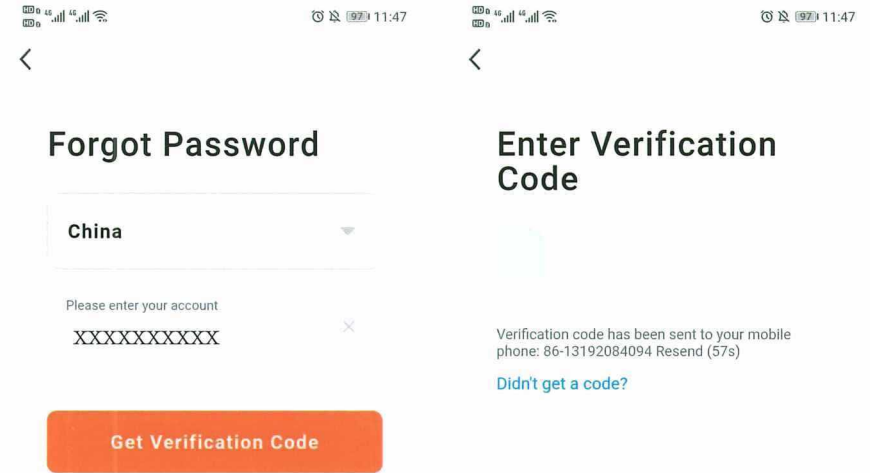 11:47
Forgot Password
China
Please enter your account
XXXXXXXXXX
Get Verification Code
11:47
Enter Verification
Code
Verification code has been sent to your mobile
phone: 86-13192084094 Resend (57s)
Didn't get a code?